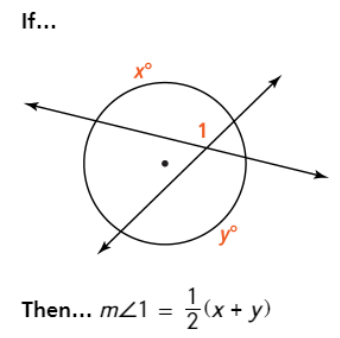 If...
x°
1
y°
Then... m∠1 = 1/2(x + y)